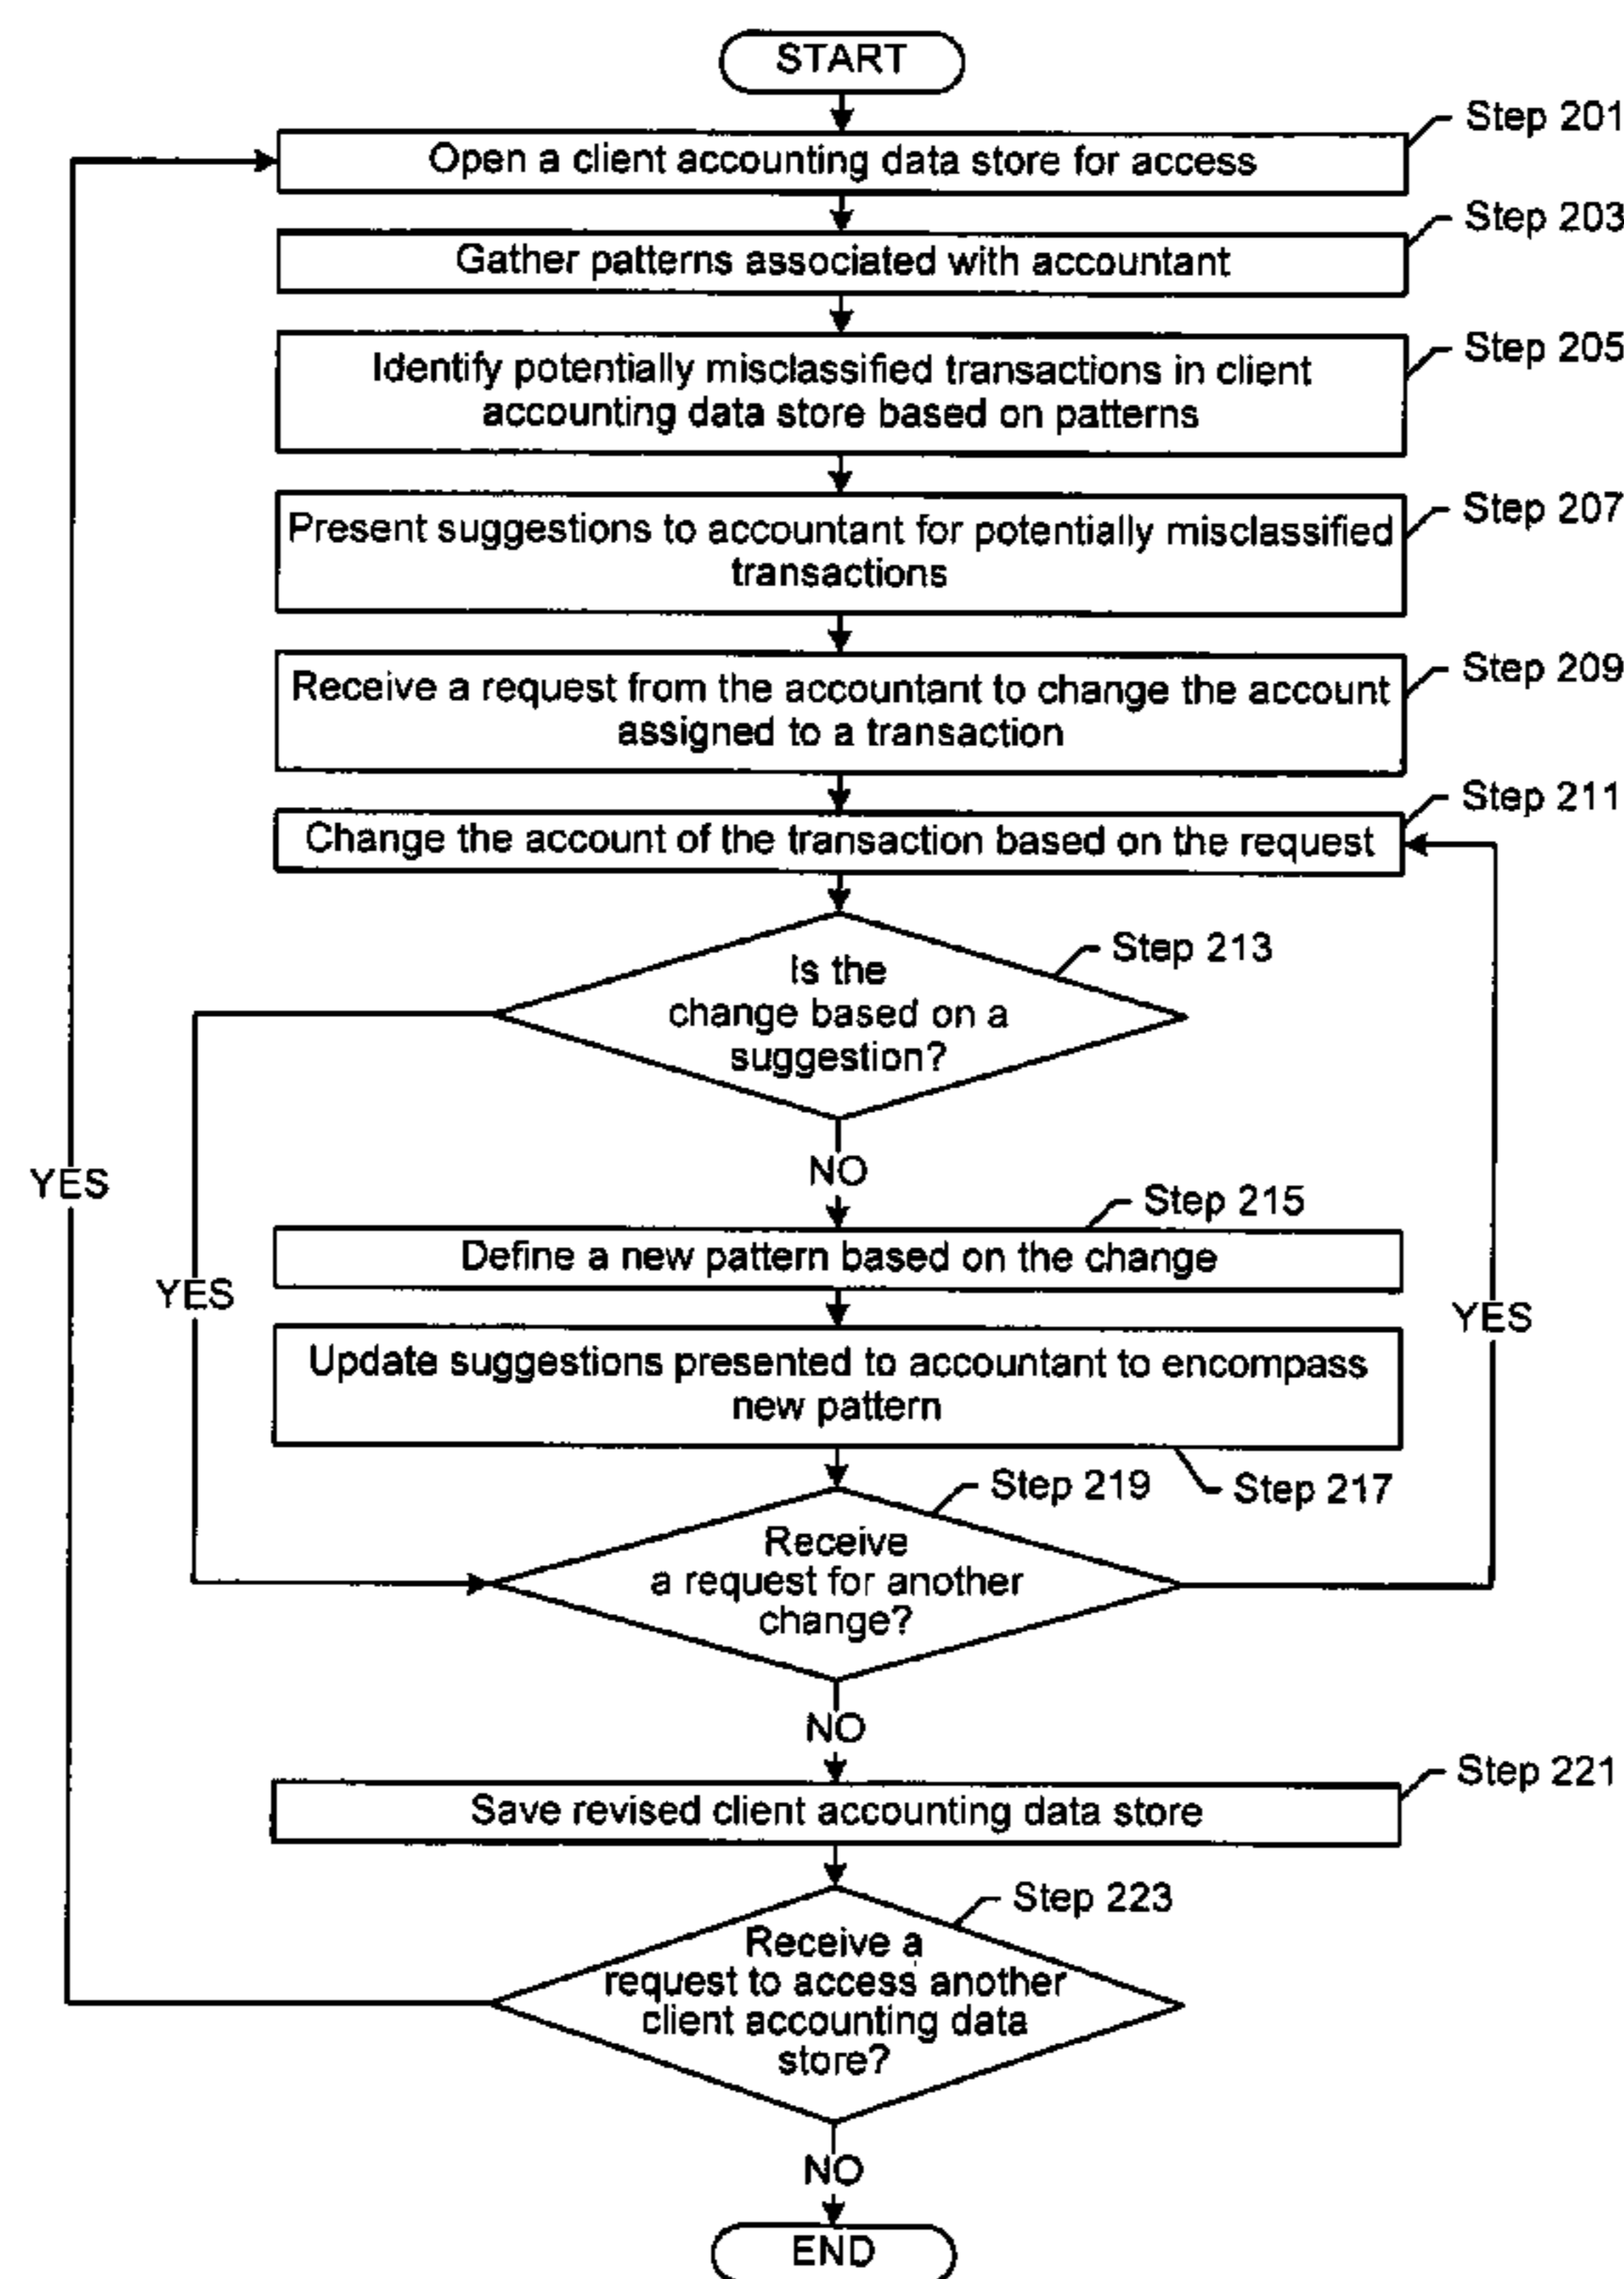 START
Step 201
Open a client accounting data store for access
Step 203
Gather patterns associated with accountant
Step 205
Identify potentially misclassified transactions in client
accounting data store based on patterns
Step 207
Present suggestions to accountant for potentially misclassified
transactions
Step 209
Receive a request from the accountant to change the account
assigned to a transaction
Step 211
Change the account of the transaction based on the request
Step 213
Is the
change based on a
suggestion?
NO
YES
Step 215
Define a new pattern based on the change
YES
YES
Update suggestions presented to accountant to encompass
new pattern
Step 217
Step 219
Receive
a request for another
change?
NO
Step 221
Save revised client accounting data store
Step 223
Receive a
request to access another
client accounting data
store?
NO
END